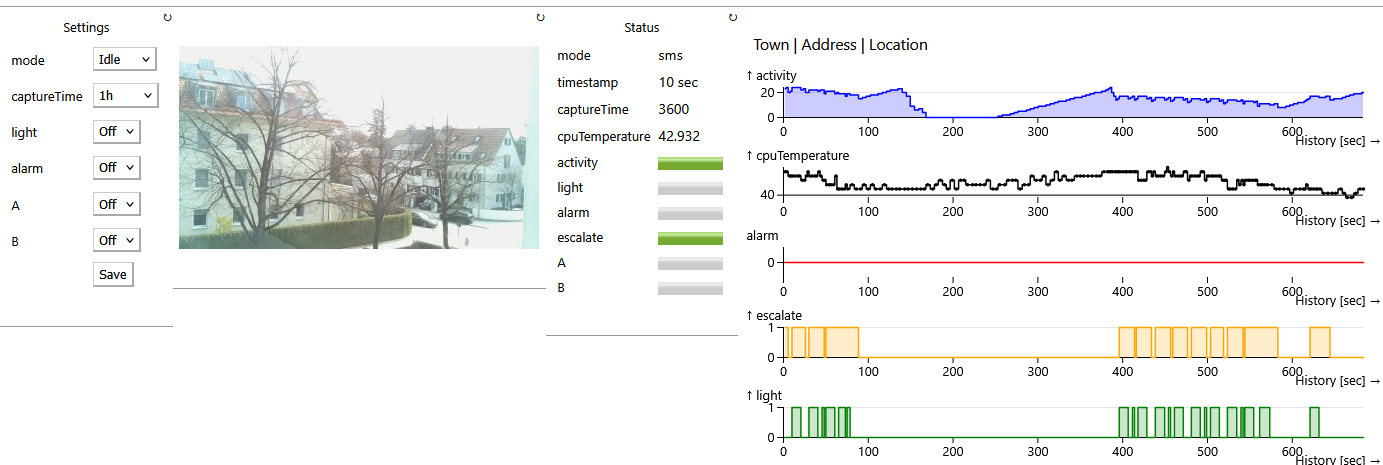 ↻
Settings
mode Idle
captureTime 1h
light Off
alarm Off
A Off
B Off
Save
↻
↻
Status
mode sms
timestamp 10 sec
captureTime 3600
cpuTemperature 42.932
activity
light
alarm
escalate
A
B
Town | Address | Location
↑ activity
20
0
0 100 200 300 400 500 600
History [sec] →
↑ cpuTemperature
40
0 100 200 300 400 500 600
History [sec] →
alarm
0
0 100 200 300 400 500 600
History [sec] →
↑ escalate
1
0
0 100 200 300 400 500 600
History [sec] →
↑ light
1
0
0 100 200 300 400 500 600
History [sec] →